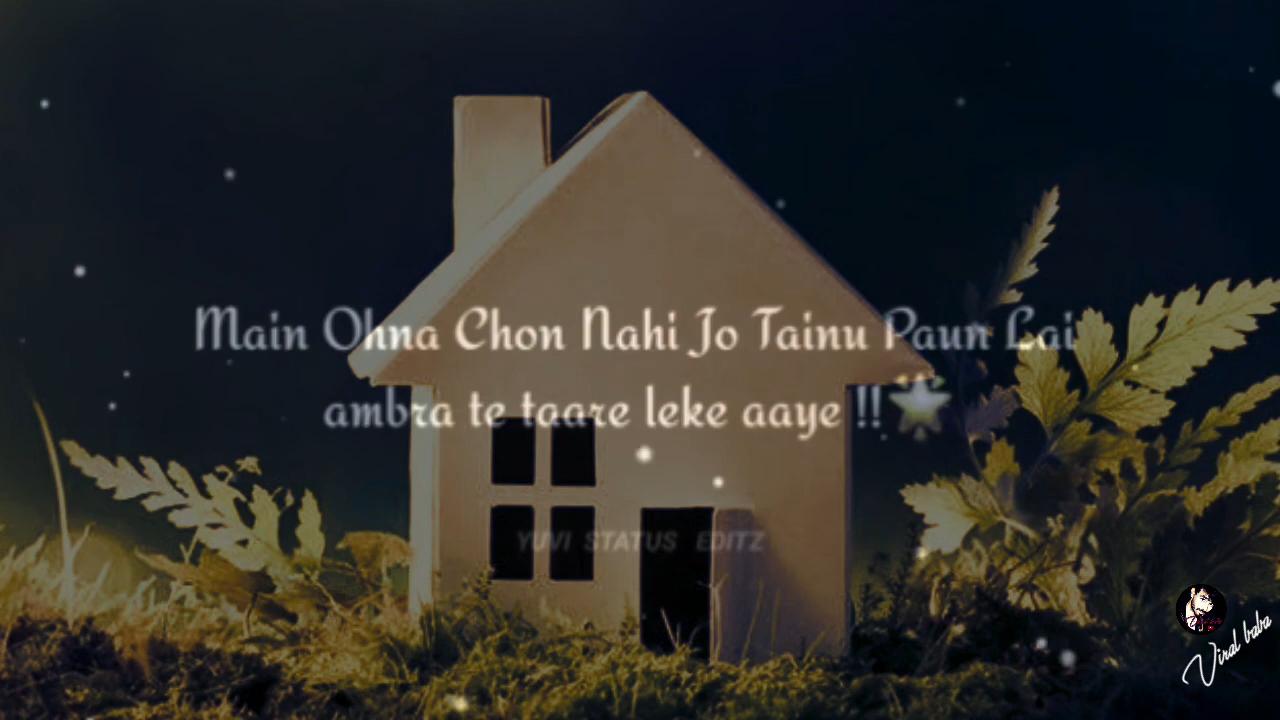 Main Ohna Chon Nahi Jo Tainu Paun Lai
ambra te taare leke aaye !!🌟
YUVI STATUS EDITZ
Viral baba